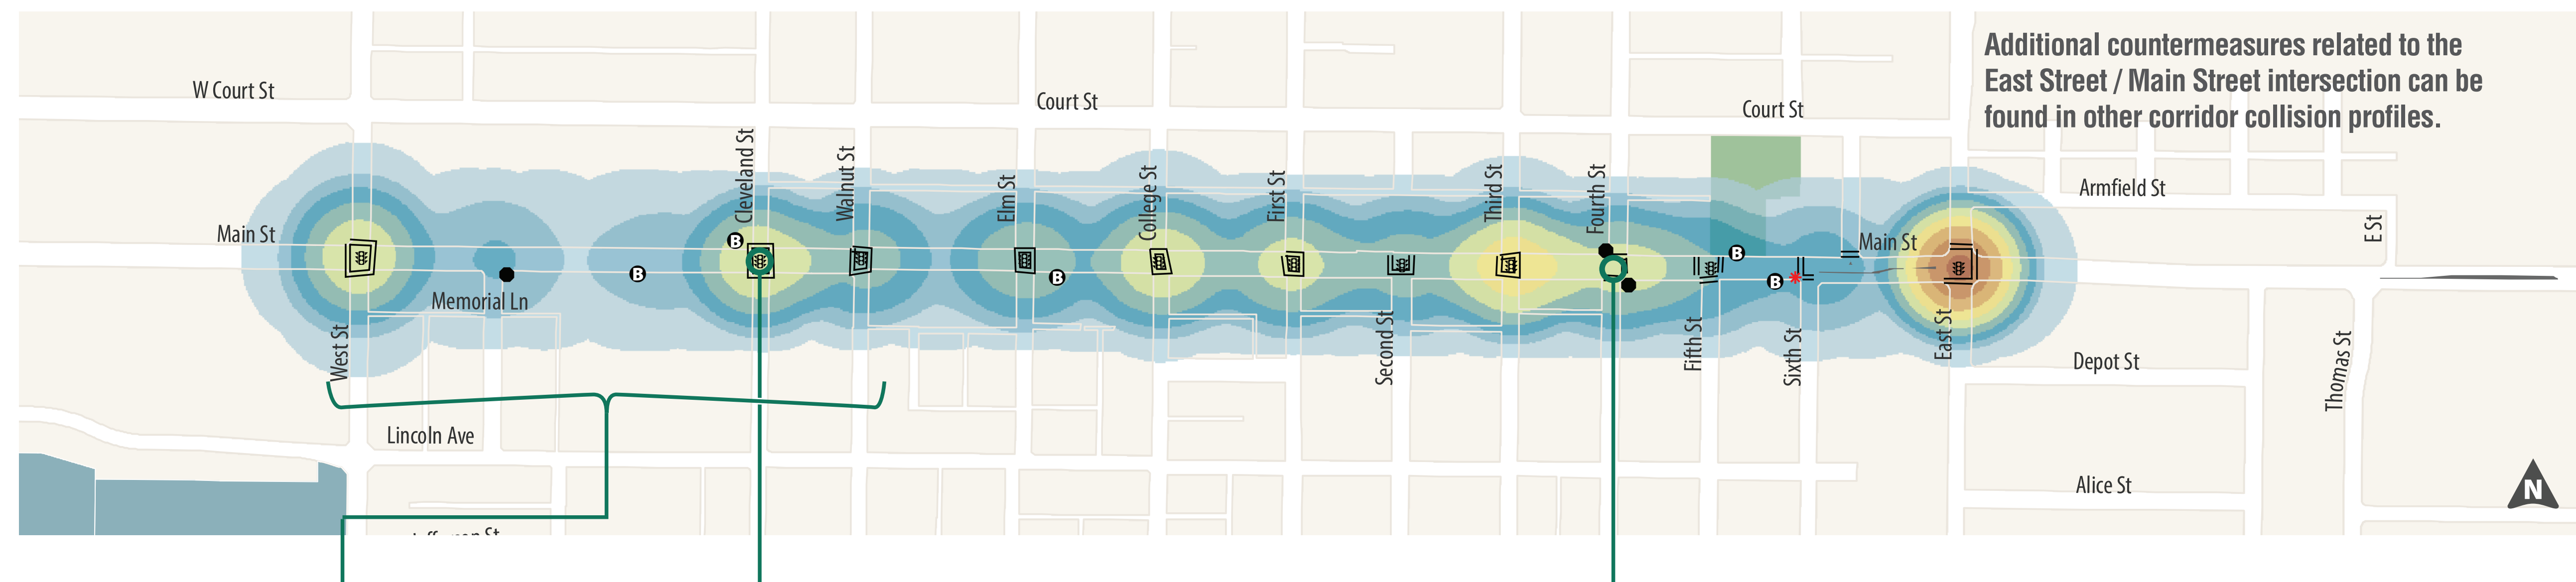 Additional countermeasures related to the
East Street / Main Street intersection can be
found in other corridor collision profiles.
W Court St
Court St
Court St
Cleveland St
Walnut St
Elm St
College St
First St
Third St
Fourth St
Armfield St
Main St
Main St
E St
B
B
B
B
B
Memorial Ln
West St
Second St
Fifth St
Sixth St
East St
Depot St
Thomas St
Lincoln Ave
Alice St
N